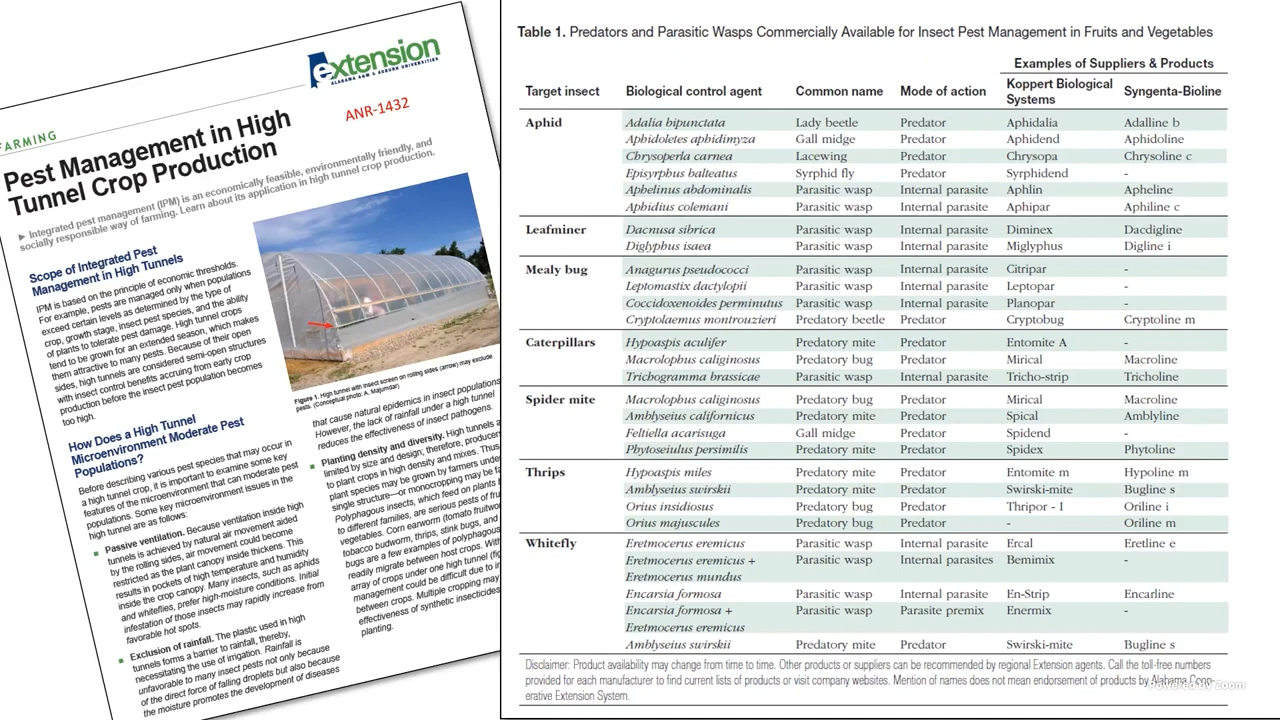 extension
ALABAMA A&M & AUBURN UNIVERSITIES
ANR-1432
FARMING
Pest Management in High
Tunnel Crop Production
► Integrated pest management (IPM) is an economically feasible, environmentally friendly, and
socially responsible way of farming. Learn about its application in high tunnel crop production.
Scope of Integrated Pest
Management in High Tunnels
IPM is based on the principle of economic thresholds.
For example, pests are managed only when populations
exceed certain levels as determined by the type of
crop, growth stage, insect pest species, and the ability
of plants to tolerate pest damage. High tunnel crops
tend to be grown for an extended season, which makes
them attractive to many pests. Because of their open
sides, high tunnels are considered semi-open structures
with insect control benefits accruing from early crop
production before the insect pest population becomes
too high.
How Does a High Tunnel
Microenvironment Moderate Pest
Populations?
Before describing various pest species that may occur in
a high tunnel crop, it is important to examine some key
features of the microenvironment that can moderate pest
populations. Some key microenvironment issues in the
high tunnel are as follows:
■ Passive ventilation. Because ventilation inside high
tunnels is achieved by natural air movement aided
by the rolling sides, air movement could become
restricted as the plant canopy inside thickens. This
results in pockets of high temperature and humidity
inside the crop canopy. Many insects, such as aphids
and whiteflies, prefer high-moisture conditions. Initial
infestation of those insects may rapidly increase from
favorable hot spots.
■ Exclusion of rainfall. The plastic used in high
tunnels forms a barrier to rainfall, thereby,
necessitating the use of irrigation. Rainfall is
unfavorable to many insect pests not only because
of the direct force of falling droplets but also because
the moisture promotes the development of diseases
Figure 1. High tunnel with insect screen on rolling sides (arrow) may exclude
pests. (Conceptual photo: A. Majumdar)
that cause natural epidemics in insect populations
However, the lack of rainfall under a high tunnel
reduces the effectiveness of insect pathogens.
■ Planting density and diversity. High tunnels a
limited by size and design; therefore, producer
to plant crops in high density and mixes. Thus
plant species may be grown by farmers unde
single structure—or monocropping may be fa
Polyphagous insects, which feed on plants b
to different families, are serious pests of fru
vegetables. Corn earworm (tomato fruitwor
tobacco budworm, thrips, stink bugs, and
bugs are a few examples of polyphagous
readily migrate between host crops. With
array of crops under one high tunnel (fig
management could be difficult due to in
between crops. Multiple cropping may
effectiveness of synthetic insecticides
planting.
Table 1. Predators and Parasitic Wasps Commercially Available for Insect Pest Management in Fruits and Vegetables
Examples of Suppliers & Products
Target insect Biological control agent Common name Mode of action Koppert Biological Systems Syngenta-Bioline
Aphid Adalia bipunctata Lady beetle Predator Aphidalia Adalline b
Aphidoletes aphidimyza Gall midge Predator Aphidend Aphidoline
Chrysoperla carnea Lacewing Predator Chrysopa Chrysoline c
Episyrphus balteatus Syrphid fly Predator Syrphidend -
Aphelinus abdominalis Parasitic wasp Internal parasite Aphlin Apheline
Aphidius colemani Parasitic wasp Internal parasite Aphipar Aphiline c
Leafminer Dacnusa sibrica Parasitic wasp Internal parasite Diminex Dacdigline
Diglyphus isaea Parasitic wasp Internal parasite Miglyphus Digline i
Mealy bug Anagurus pseudococci Parasitic wasp Internal parasite Citripar -
Leptomastix dactylopii Parasitic wasp Internal parasite Leptopar -
Coccidoxenoides perminutus Parasitic wasp Internal parasite Planopar -
Cryptolaemus montrouzieri Predatory beetle Predator Cryptobug Cryptoline m
Caterpillars Hypoaspis aculifer Predatory mite Predator Entomite A -
Macrolophus caliginosus Predatory bug Predator Mirical Macroline
Trichogramma brassicae Parasitic wasp Internal parasite Tricho-strip Tricholine
Spider mite Macrolophus caliginosus Predatory bug Predator Mirical Macroline
Amblyseius californicus Predatory mite Predator Spical Amblyline
Feltiella acarisuga Gall midge Predator Spidend -
Phytoseiulus persimilis Predatory mite Predator Spidex Phytoline
Thrips Hypoaspis miles Predatory mite Predator Entomite m Hypoline m
Amblyseius swirskii Predatory mite Predator Swirski-mite Bugline s
Orius insidiosus Predatory bug Predator Thripor - I Oriline i
Orius majuscules Predatory bug Predator - Oriline m
Whitefly Eretmocerus eremicus Parasitic wasp Internal parasite Ercal Eretline e
Eretmocerus eremicus + Parasitic wasp Internal parasites Bemimix -
Eretmocerus mundus
Encarsia formosa Parasitic wasp Internal parasite En-Strip Encarline
Encarsia formosa + Parasitic wasp Parasite premix Enermix -
Eretmocerus eremicus
Amblyseius swirskii Predatory mite Predator Swirski-mite Bugline s
Disclaimer: Product availability may change from time to time. Other products or suppliers can be recommended by regional Extension agents. Call the toll-free numbers
provided for each manufacturer to find current lists of products or visit company websites. Mention of names does not mean endorsement of products by Alabama Coop-
erative Extension System.
Powered by Zoom